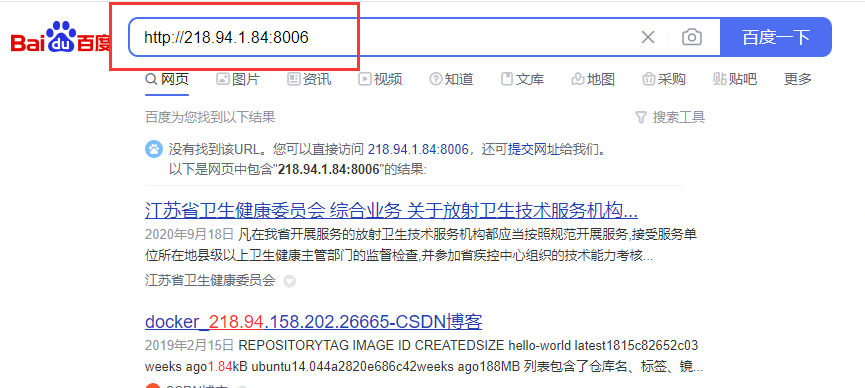 Bai du 百度
http://218.94.1.84:8006
百度一下
网页 图片 资讯 视频 知道 文库 地图 采购 贴吧 更多
百度为您找到以下结果 搜索工具
没有找到该URL。您可以直接访问 218.94.1.84:8006，还可提交网址给我们。
以下是网页中包含"218.94.1.84:8006"的结果:
江苏省卫生健康委员会 综合业务 关于放射卫生技术服务机构...
2020年9月18日 凡在我省开展服务的放射卫生技术服务机构都应当按照规范开展服务,接受服务单
位所在地县级以上卫生健康主管部门的监督检查,并参加省疾控中心组织的技术能力考核...
江苏省卫生健康委员会
docker_218.94.158.202.26665-CSDN博客
2019年2月15日 REPOSITORYTAG IMAGE ID CREATEDSIZE hello-world latest1815c82652c03
weeks ago1.84kB ubuntu14.044a2820e686c42weeks ago188MB 列表包含了仓库名、标签、镜...